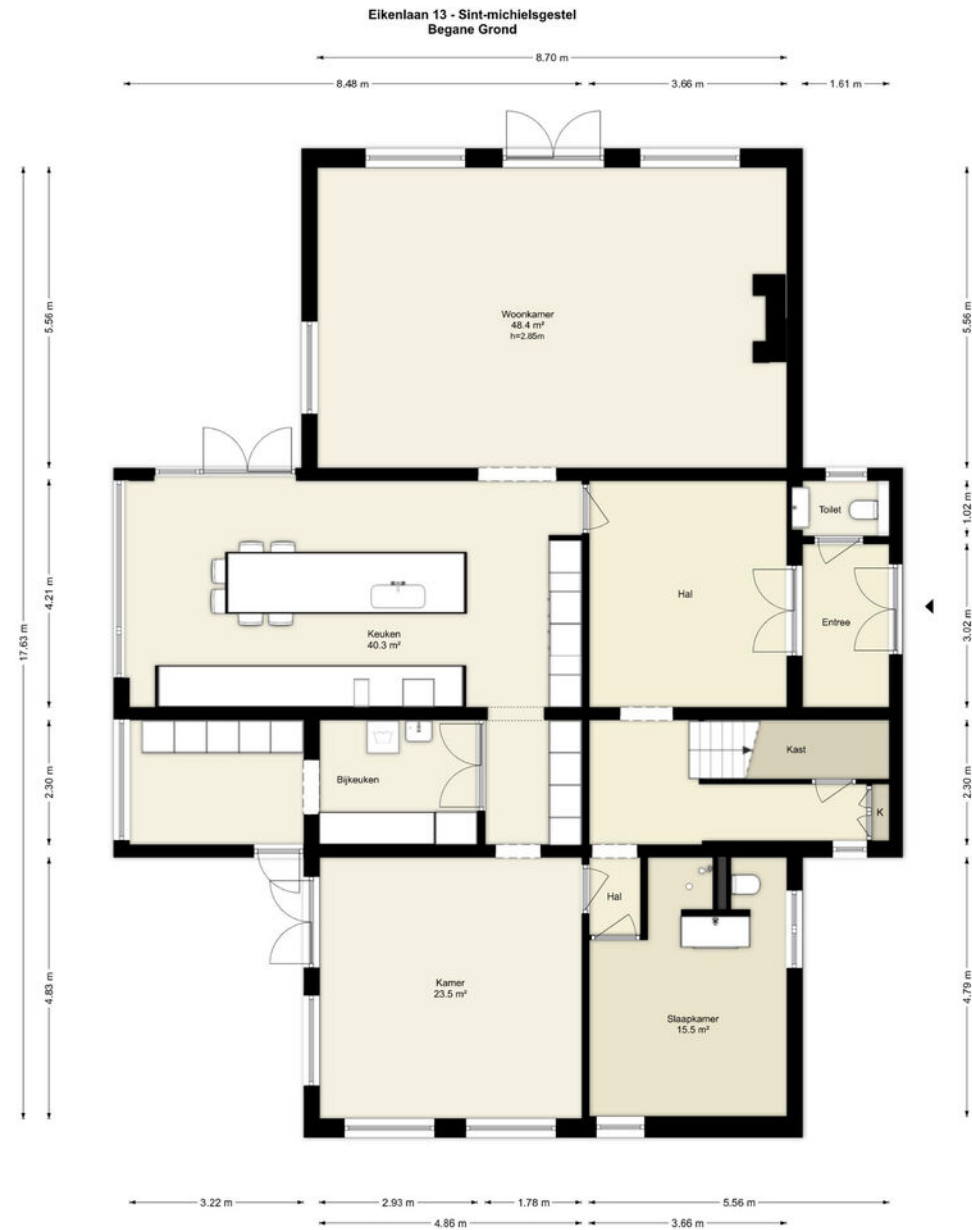 Eikenlaan 13 - Sint-michielsgestel
Begane Grond
8.70 m
8.48 m
3.66 m
1.61 m
5.56 m
5.56 m
Woonkamer
48.4 m²
h=2.85m
17.63 m
4.21 m
1.02 m
3.02 m
Toilet
Hal
Entree
Keuken
40.3 m²
2.30 m
2.30 m
Kast
Bijkeuken
K
Hal
4.83 m
4.79 m
Kamer
23.5 m²
Slaapkamer
15.5 m²
3.22 m
2.93 m
1.78 m
5.56 m
4.86 m
3.66 m